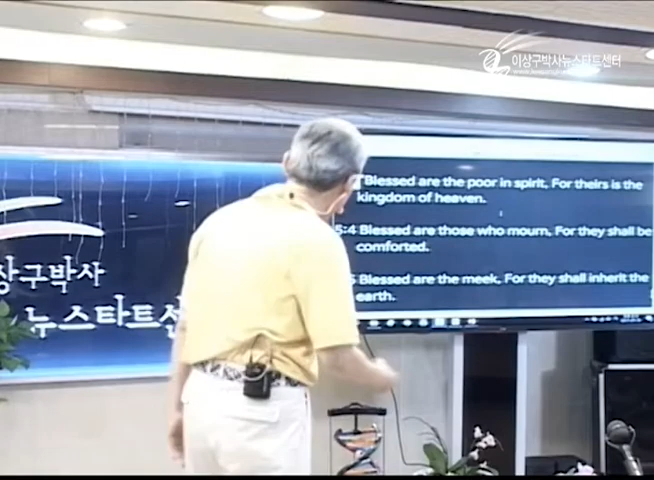 이상구박사뉴스타트센터
Blessed are the poor in spirit, For theirs is the
kingdom of heaven.
5:4 Blessed are those who mourn, For they shall be
comforted.
Blessed are the meek, For they shall inherit the
earth.
상구박사
뉴스타트센